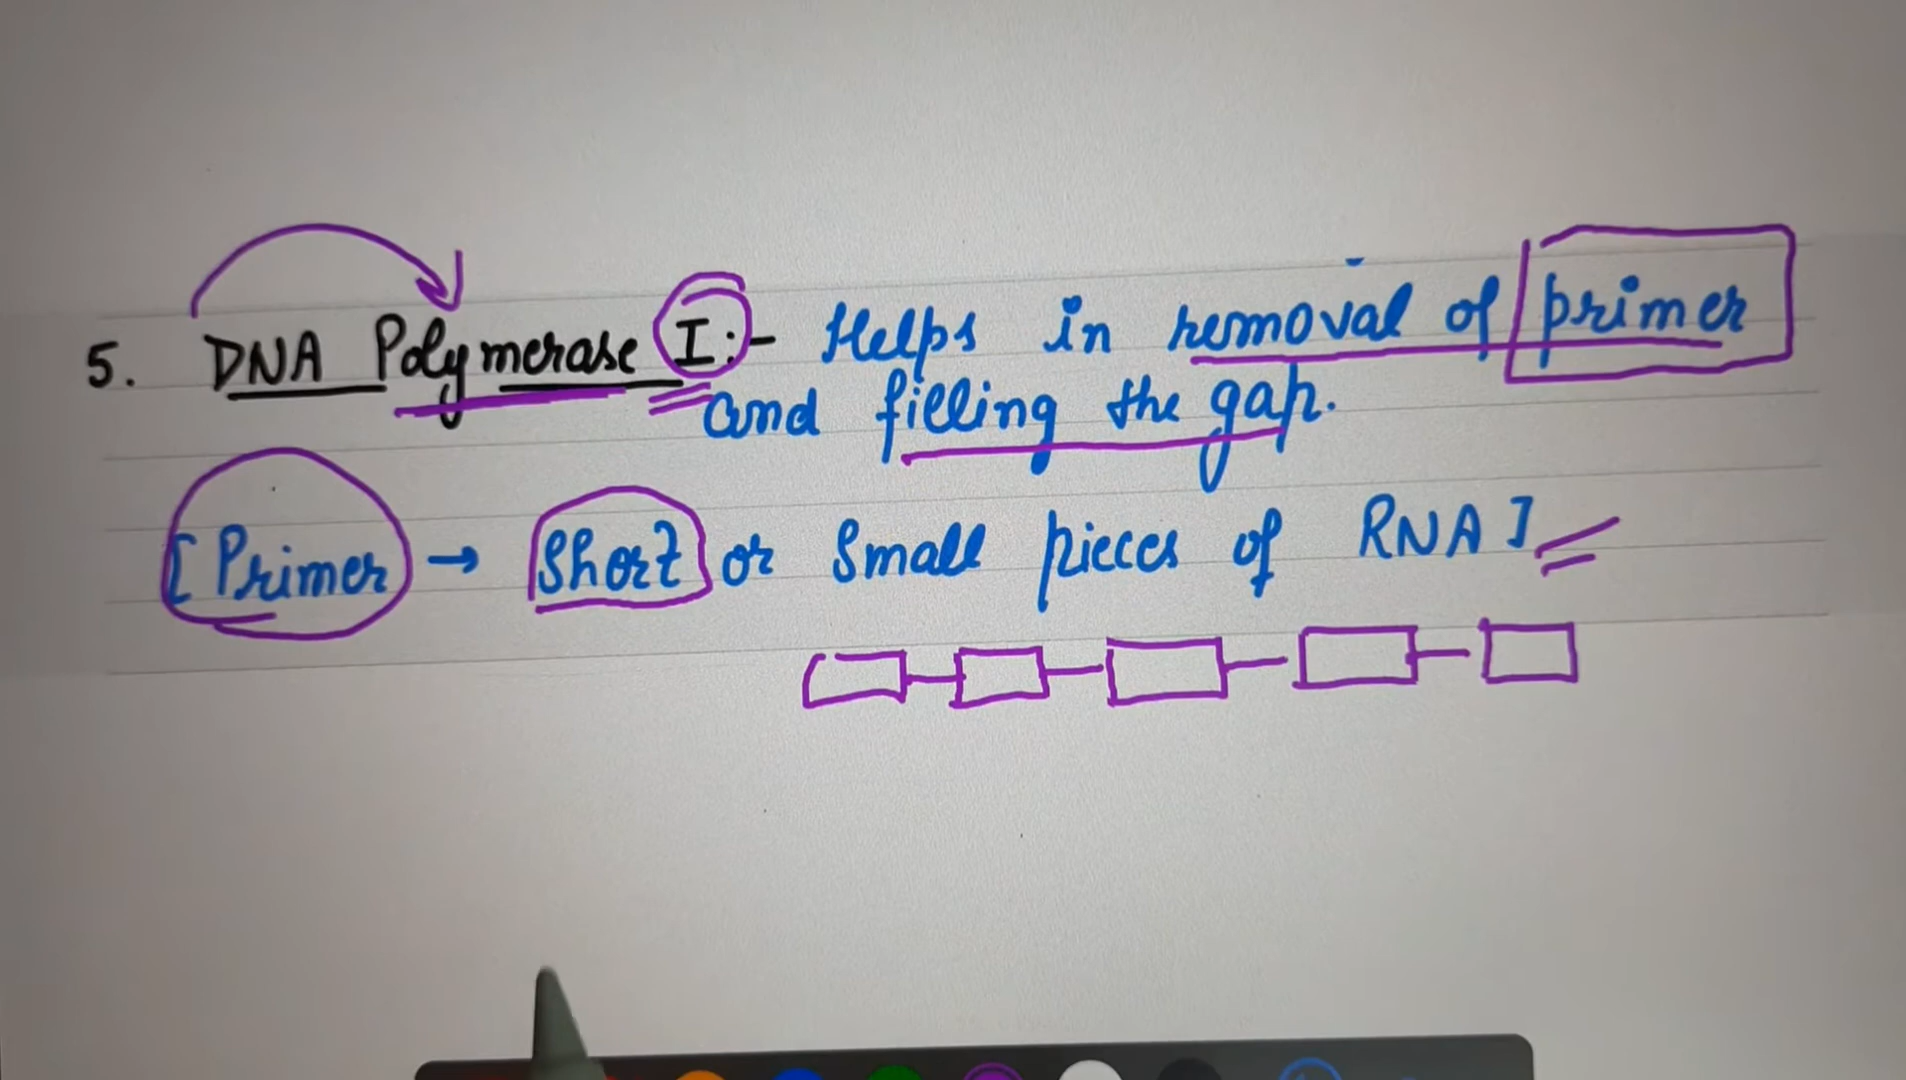 5. DNA Polymerase I:- Helps in removal of primer
and filling the gap.
[Primer → Short or Small pieces of RNA]